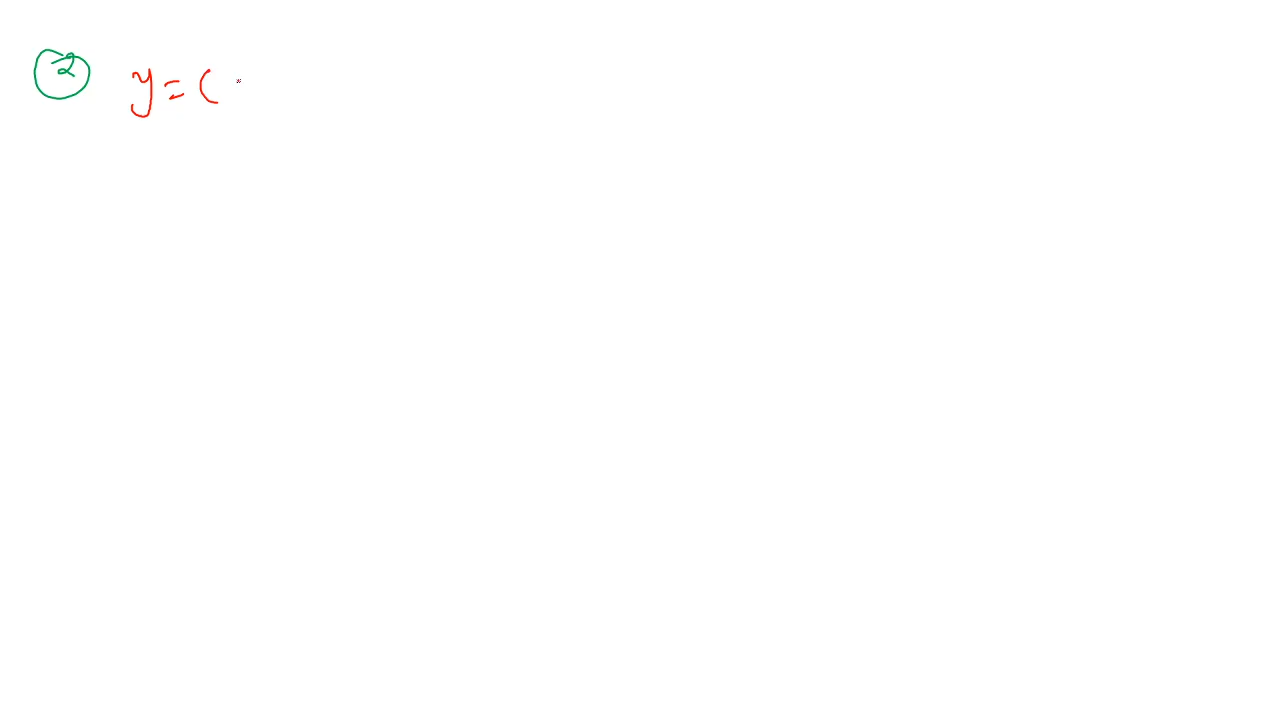 ② y = (